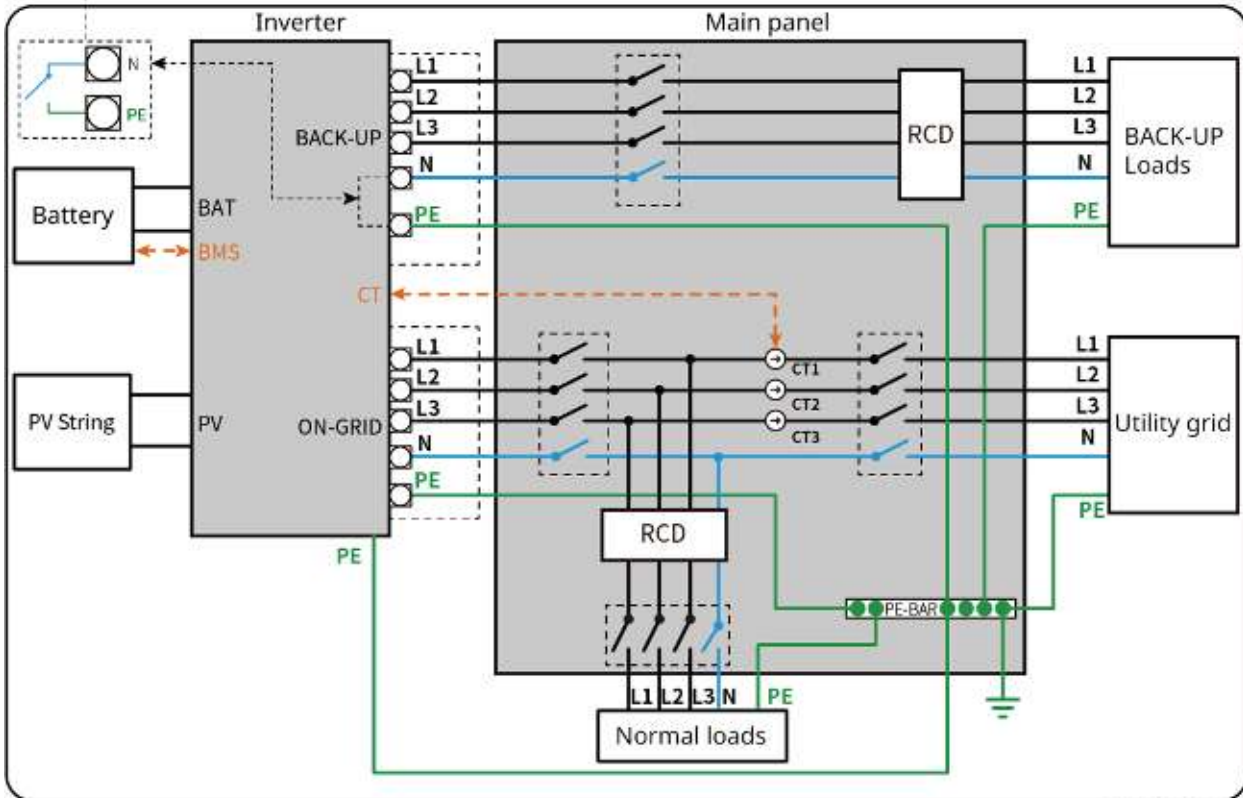 Inverter
Main panel
N
PE
L1
L2
L3
N
PE
BACK-UP
RCD
L1
L2
L3
N
PE
BACK-UP
Loads
Battery
BAT
BMS
CT
L1
L2
L3
N
PE
ON-GRID
CT1
CT2
CT3
L1
L2
L3
N
PE
Utility grid
PV String
PV
RCD
PE
PE-BAR
L1 L2 L3 N PE
Normal loads